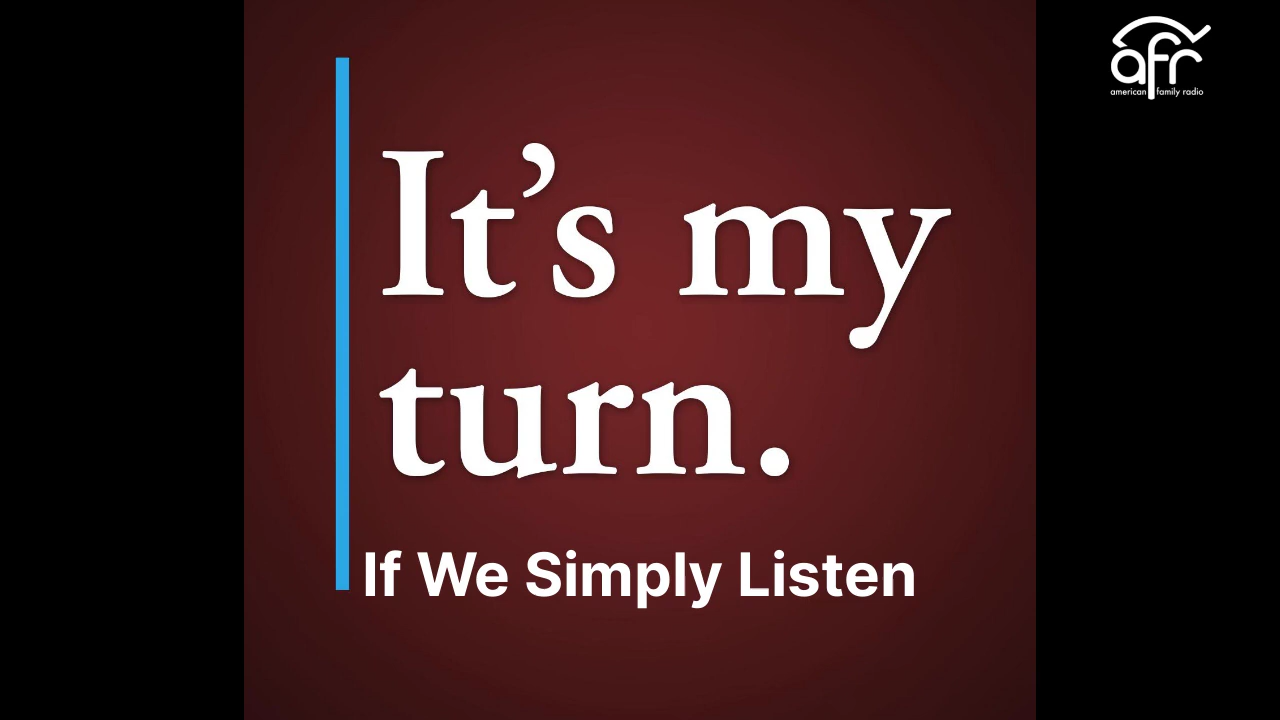 afr
american family radio
It’s my
turn.
If We Simply Listen